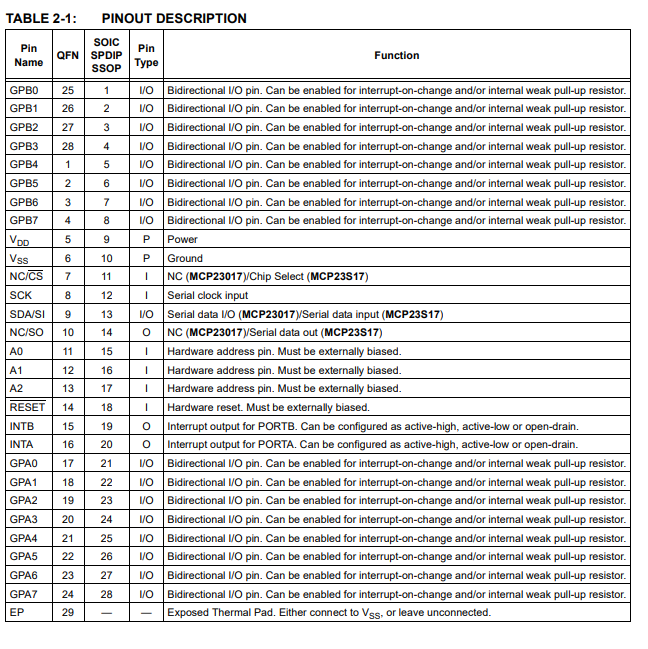 TABLE 2-1: PINOUT DESCRIPTION
Pin Name QFN SOIC SPDIP SSOP Pin Type Function
GPB0 25 1 I/O Bidirectional I/O pin. Can be enabled for interrupt-on-change and/or internal weak pull-up resistor.
GPB1 26 2 I/O Bidirectional I/O pin. Can be enabled for interrupt-on-change and/or internal weak pull-up resistor.
GPB2 27 3 I/O Bidirectional I/O pin. Can be enabled for interrupt-on-change and/or internal weak pull-up resistor.
GPB3 28 4 I/O Bidirectional I/O pin. Can be enabled for interrupt-on-change and/or internal weak pull-up resistor.
GPB4 1 5 I/O Bidirectional I/O pin. Can be enabled for interrupt-on-change and/or internal weak pull-up resistor.
GPB5 2 6 I/O Bidirectional I/O pin. Can be enabled for interrupt-on-change and/or internal weak pull-up resistor.
GPB6 3 7 I/O Bidirectional I/O pin. Can be enabled for interrupt-on-change and/or internal weak pull-up resistor.
GPB7 4 8 I/O Bidirectional I/O pin. Can be enabled for interrupt-on-change and/or internal weak pull-up resistor.
VDD 5 9 P Power
VSS 6 10 P Ground
NC/CS 7 11 I NC (MCP23017)/Chip Select (MCP23S17)
SCK 8 12 I Serial clock input
SDA/SI 9 13 I/O Serial data I/O (MCP23017)/Serial data input (MCP23S17)
NC/SO 10 14 O NC (MCP23017)/Serial data out (MCP23S17)
A0 11 15 I Hardware address pin. Must be externally biased.
A1 12 16 I Hardware address pin. Must be externally biased.
A2 13 17 I Hardware address pin. Must be externally biased.
RESET 14 18 I Hardware reset. Must be externally biased.
INTB 15 19 O Interrupt output for PORTB. Can be configured as active-high, active-low or open-drain.
INTA 16 20 O Interrupt output for PORTA. Can be configured as active-high, active-low or open-drain.
GPA0 17 21 I/O Bidirectional I/O pin. Can be enabled for interrupt-on-change and/or internal weak pull-up resistor.
GPA1 18 22 I/O Bidirectional I/O pin. Can be enabled for interrupt-on-change and/or internal weak pull-up resistor.
GPA2 19 23 I/O Bidirectional I/O pin. Can be enabled for interrupt-on-change and/or internal weak pull-up resistor.
GPA3 20 24 I/O Bidirectional I/O pin. Can be enabled for interrupt-on-change and/or internal weak pull-up resistor.
GPA4 21 25 I/O Bidirectional I/O pin. Can be enabled for interrupt-on-change and/or internal weak pull-up resistor.
GPA5 22 26 I/O Bidirectional I/O pin. Can be enabled for interrupt-on-change and/or internal weak pull-up resistor.
GPA6 23 27 I/O Bidirectional I/O pin. Can be enabled for interrupt-on-change and/or internal weak pull-up resistor.
GPA7 24 28 I/O Bidirectional I/O pin. Can be enabled for interrupt-on-change and/or internal weak pull-up resistor.
EP 29 — — Exposed Thermal Pad. Either connect to VSS, or leave unconnected.